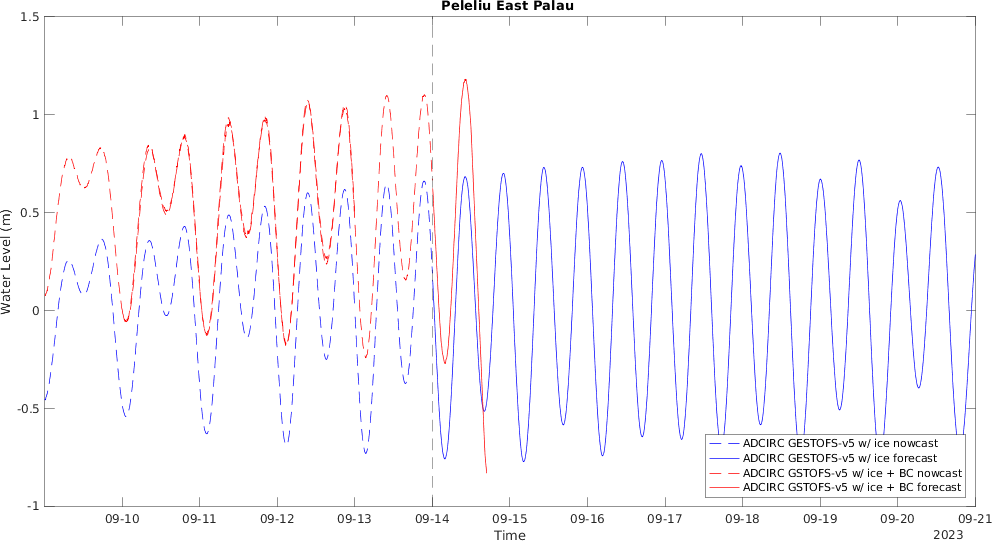 Peleliu East Palau
1.5
1
0.5
0
-0.5
-1
Water Level (m)
ADCIRC GESTOFS-v5 w/ ice nowcast
ADCIRC GESTOFS-v5 w/ ice forecast
ADCIRC GSTOFS-v5 w/ ice + BC nowcast
ADCIRC GSTOFS-v5 w/ ice + BC forecast
09-10 09-11 09-12 09-13 09-14 09-15 09-16 09-17 09-18 09-19 09-20 09-21
Time
2023